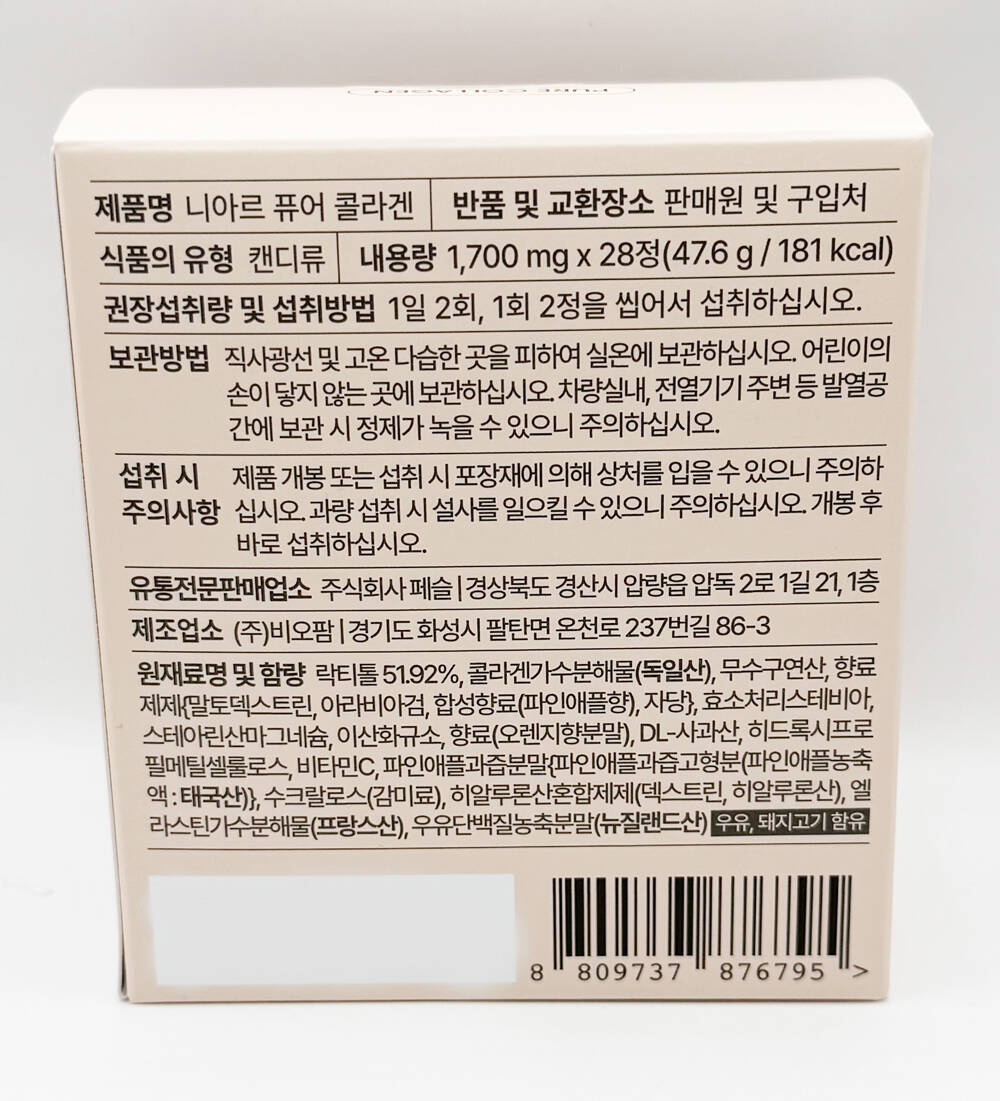 PURE COLLAGEN
제품명 니아르 퓨어 콜라겐 반품 및 교환장소 판매원 및 구입처
식품의 유형 캔디류 내용량 1,700 mg x 28정(47.6 g / 181 kcal)
권장섭취량 및 섭취방법 1일 2회, 1회 2정을 씹어서 섭취하십시오.
보관방법 직사광선 및 고온 다습한 곳을 피하여 실온에 보관하십시오. 어린이의
손이 닿지 않는 곳에 보관하십시오. 차량실내, 전열기기 주변 등 발열공
간에 보관 시 정제가 녹을 수 있으니 주의하십시오.
섭취 시 제품 개봉 또는 섭취 시 포장재에 의해 상처를 입을 수 있으니 주의하
주의사항 십시오. 과량 섭취 시 설사를 일으킬 수 있으니 주의하십시오. 개봉 후
바로 섭취하십시오.
유통전문판매업소 주식회사 페슬 | 경상북도 경산시 압량읍 압독 2로 1길 21, 1층
제조업소 (주)비오팜 | 경기도 화성시 팔탄면 온천로 237번길 86-3
원재료명 및 함량 락티톨 51.92%, 콜라겐가수분해물(독일산), 무수구연산, 향료
제제{말토덱스트린, 아라비아검, 합성향료(파인애플향), 자당}, 효소처리스테비아,
스테아린산마그네슘, 이산화규소, 향료(오렌지향분말), DL-사과산, 히드록시프로
필메틸셀룰로스, 비타민C, 파인애플과즙분말{파인애플과즙고형분(파인애플농축
액 : 태국산)}, 수크랄로스(감미료), 히알루론산혼합제제(덱스트린, 히알루론산), 엘
라스틴가수분해물(프랑스산), 우유단백질농축분말(뉴질랜드산) 우유, 돼지고기 함유
8 809737 876795 >